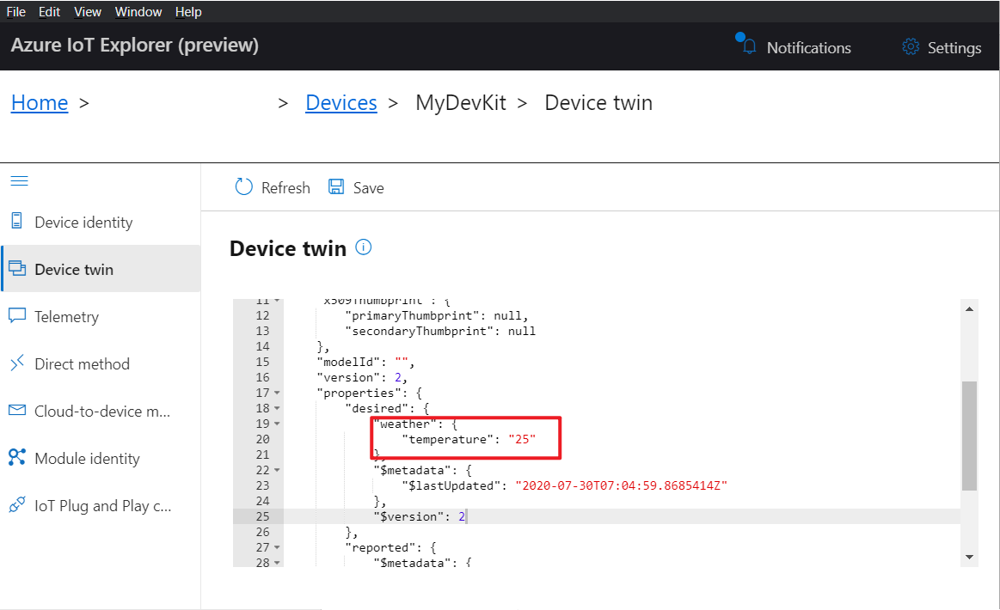 File Edit View Window Help
Azure IoT Explorer (preview)
Notifications
Settings
Home > > Devices > MyDevKit > Device twin
Refresh Save
Device identity
Device twin
Telemetry
Direct method
Cloud-to-device m...
Module identity
IoT Plug and Play c...
Device twin
11 "x509Thumbprint": {
12 "primaryThumbprint": null,
13 "secondaryThumbprint": null
14 },
15 "modelId": "",
16 "version": 2,
17 "properties": {
18 "desired": {
19 "weather": {
20 "temperature": "25"
21 },
22 "$metadata": {
23 "$lastUpdated": "2020-07-30T07:04:59.8685414Z"
24 },
25 "$version": 2
26 },
27 "reported": {
28 "$metadata": {